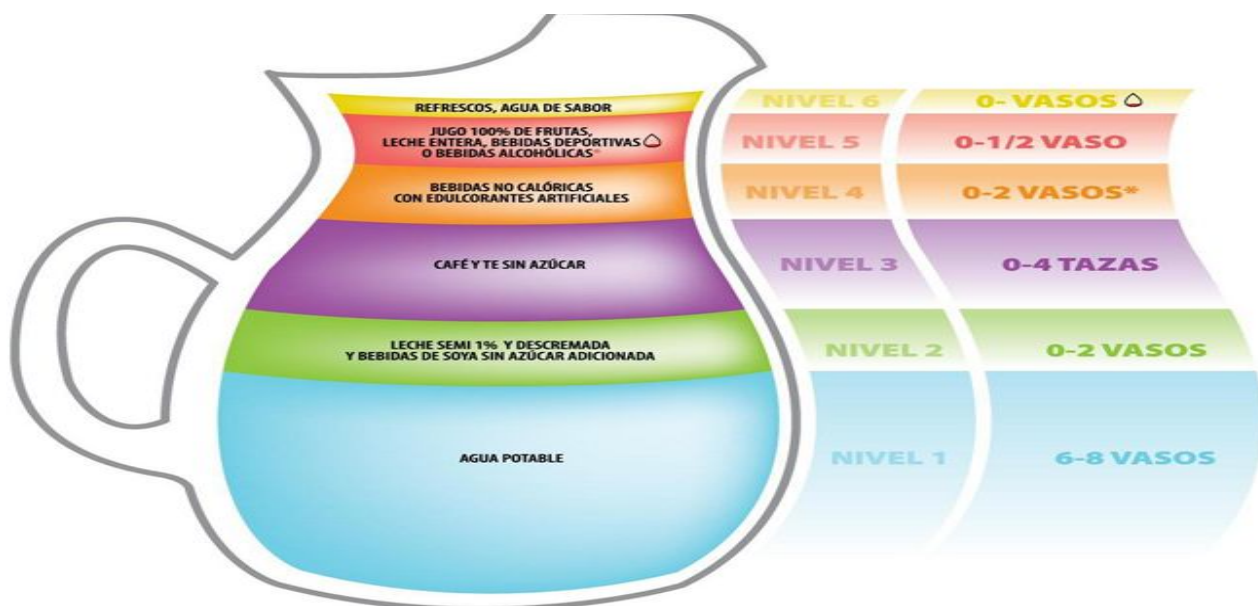 REFRESCOS, AGUA DE SABOR
NIVEL 6
0- VASOS
JUGO 100% DE FRUTAS,
LECHE ENTERA, BEBIDAS DEPORTIVAS
O BEBIDAS ALCOHÓLICAS*
NIVEL 5
0-1/2 VASO
BEBIDAS NO CALÓRICAS
CON EDULCORANTES ARTIFICIALES
NIVEL 4
0-2 VASOS*
CAFÉ Y TE SIN AZÚCAR
NIVEL 3
0-4 TAZAS
LECHE SEMI 1% Y DESCREMADA
Y BEBIDAS DE SOYA SIN AZÚCAR ADICIONADA
NIVEL 2
0-2 VASOS
AGUA POTABLE
NIVEL 1
6-8 VASOS